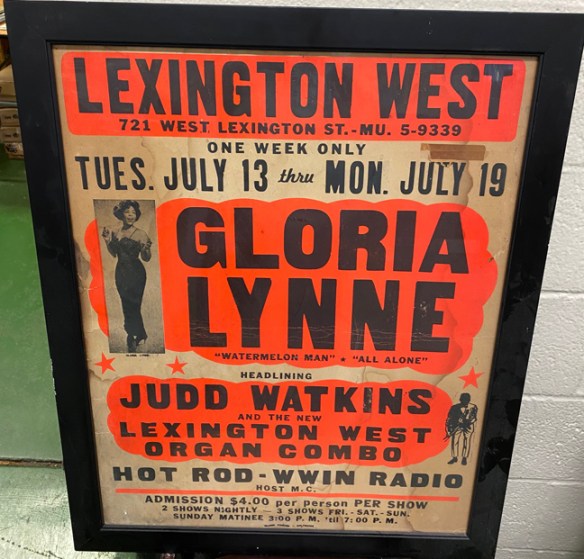 LEXINGTON WEST
721 WEST LEXINGTON ST.-MU. 5-9339
ONE WEEK ONLY
TUES. JULY 13 thru MON. JULY 19
GLORIA
LYNNE
"WATERMELON MAN" ★ "ALL ALONE"
HEADLINING
JUDD WATKINS
AND THE NEW
LEXINGTON WEST
ORGAN COMBO
HOT ROD-WWIN RADIO
HOST M.C.
ADMISSION $4.00 per person PER SHOW
2 SHOWS NIGHTLY — 3 SHOWS FRI. - SAT. - SUN.
SUNDAY MATINEE 3:00 P. M. 'til 7:00 P. M.